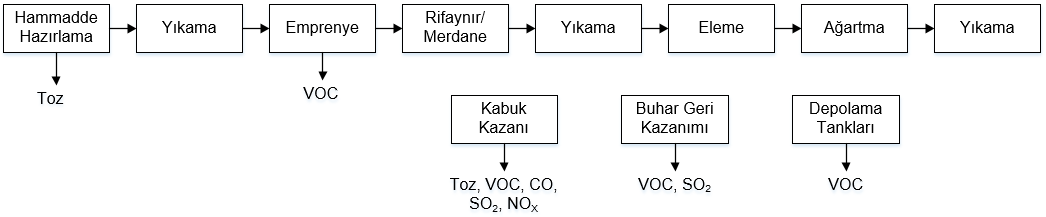 Hammadde
Hazırlama
Yıkama
Emprenye
Rifaynır/
Merdane
Yıkama
Eleme
Ağartma
Yıkama
Toz
VOC
Kabuk
Kazanı
Buhar Geri
Kazanımı
Depolama
Tankları
Toz, VOC, CO,
SO₂, NOₓ
VOC, SO₂
VOC